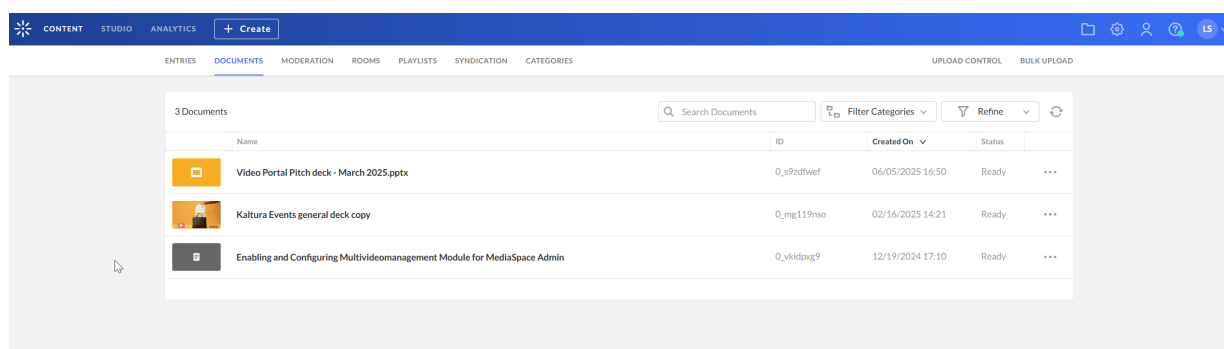 CONTENT STUDIO ANALYTICS + Create LS
ENTRIES DOCUMENTS MODERATION ROOMS PLAYLISTS SYNDICATION CATEGORIES UPLOAD CONTROL BULK UPLOAD
3 Documents Search Documents Filter Categories Refine
Name ID Created On Status
Video Portal Pitch deck - March 2025.pptx 0_s9zdfwef 06/05/2025 16:50 Ready
Kaltura Events general deck copy 0_mg119nso 02/16/2025 14:21 Ready
Enabling and Configuring Multivideomanagement Module for MediaSpace Admin 0_vkidpxg9 12/19/2024 17:10 Ready